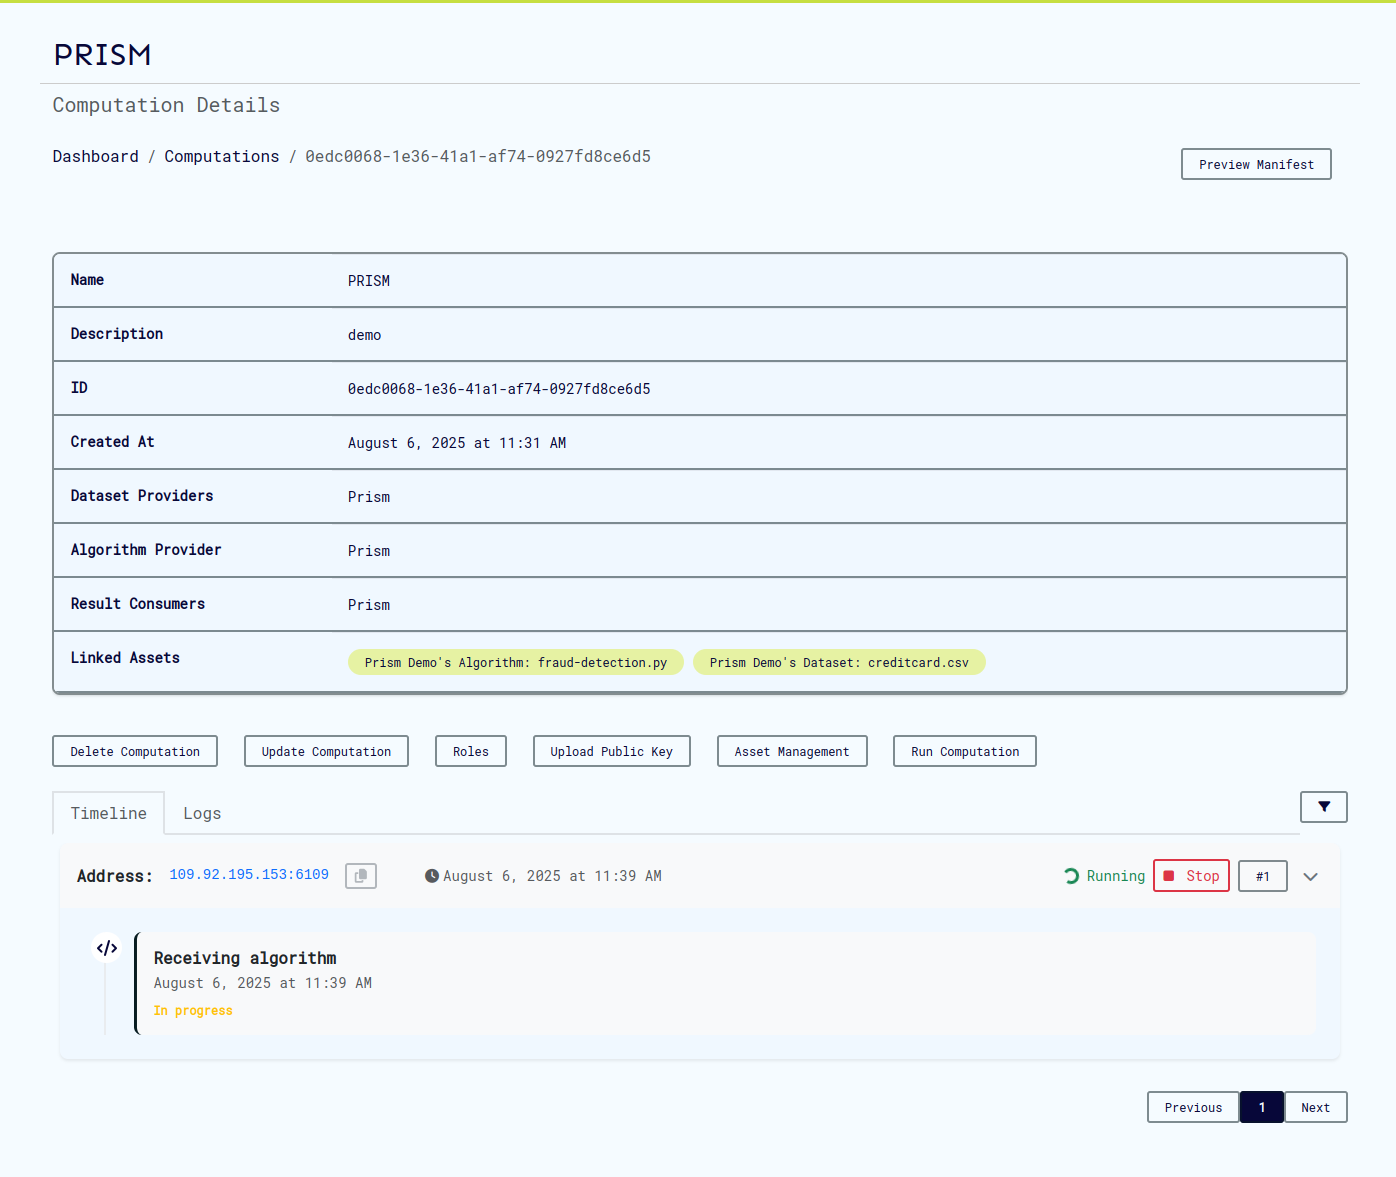 PRISM
Computation Details
Dashboard / Computations / 0edc0068-1e36-41a1-af74-0927fd8ce6d5
Preview Manifest
Name PRISM
Description demo
ID 0edc0068-1e36-41a1-af74-0927fd8ce6d5
Created At August 6, 2025 at 11:31 AM
Dataset Providers Prism
Algorithm Provider Prism
Result Consumers Prism
Linked Assets Prism Demo's Algorithm: fraud-detection.py Prism Demo's Dataset: creditcard.csv
Delete Computation Update Computation Roles Upload Public Key Asset Management Run Computation
Timeline Logs
Address: 109.92.195.153:6109 August 6, 2025 at 11:39 AM Running Stop #1
Receiving algorithm
August 6, 2025 at 11:39 AM
In progress
Previous 1 Next